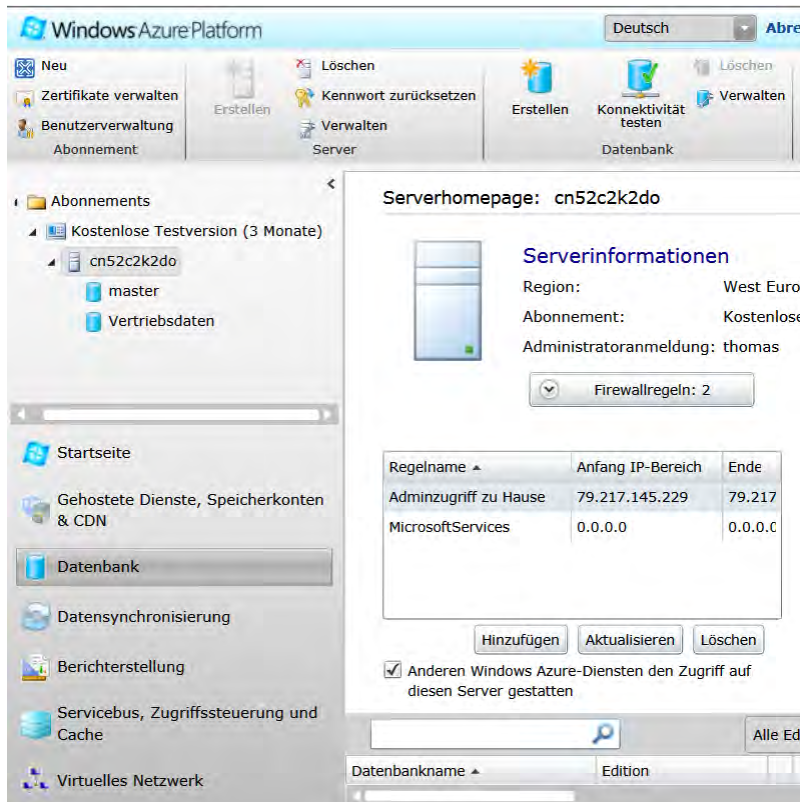 Windows Azure Platform
Deutsch
Neu
Zertifikate verwalten
Benutzerverwaltung
Abonnement
Erstellen
Löschen
Kennwort zurücksetzen
Verwalten
Server
Erstellen
Konnektivität
testen
Löschen
Verwalten
Datenbank
Abonnements
Kostenlose Testversion (3 Monate)
cn52c2k2do
master
Vertriebsdaten
Startseite
Gehostete Dienste, Speicherkonten
& CDN
Datenbank
Datensynchronisierung
Berichterstellung
Servicebus, Zugriffssteuerung und
Cache
Virtuelles Netzwerk
Serverhomepage: cn52c2k2do
Serverinformationen
Region: West Euro
Abonnement: Kostenlose
Administratoranmeldung: thomas
Firewallregeln: 2
Regelname Anfang IP-Bereich Ende
Adminzugriff zu Hause 79.217.145.229 79.217
MicrosoftServices 0.0.0.0 0.0.0.
Hinzufügen Aktualisieren Löschen
Anderen Windows Azure-Diensten den Zugriff auf
diesen Server gestatten
Alle Ed
Datenbankname Edition